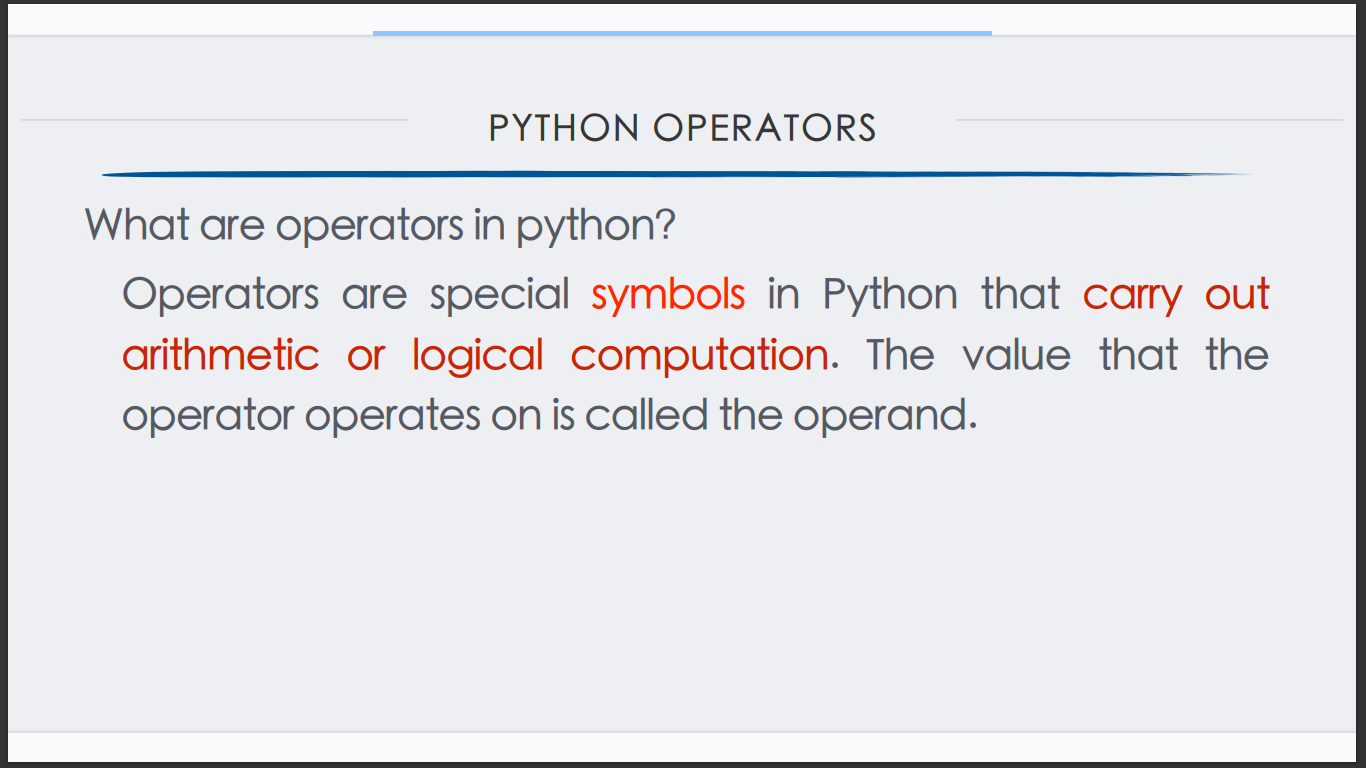 PYTHON OPERATORS
What are operators in python?
Operators are special symbols in Python that carry out
arithmetic or logical computation. The value that the
operator operates on is called the operand.